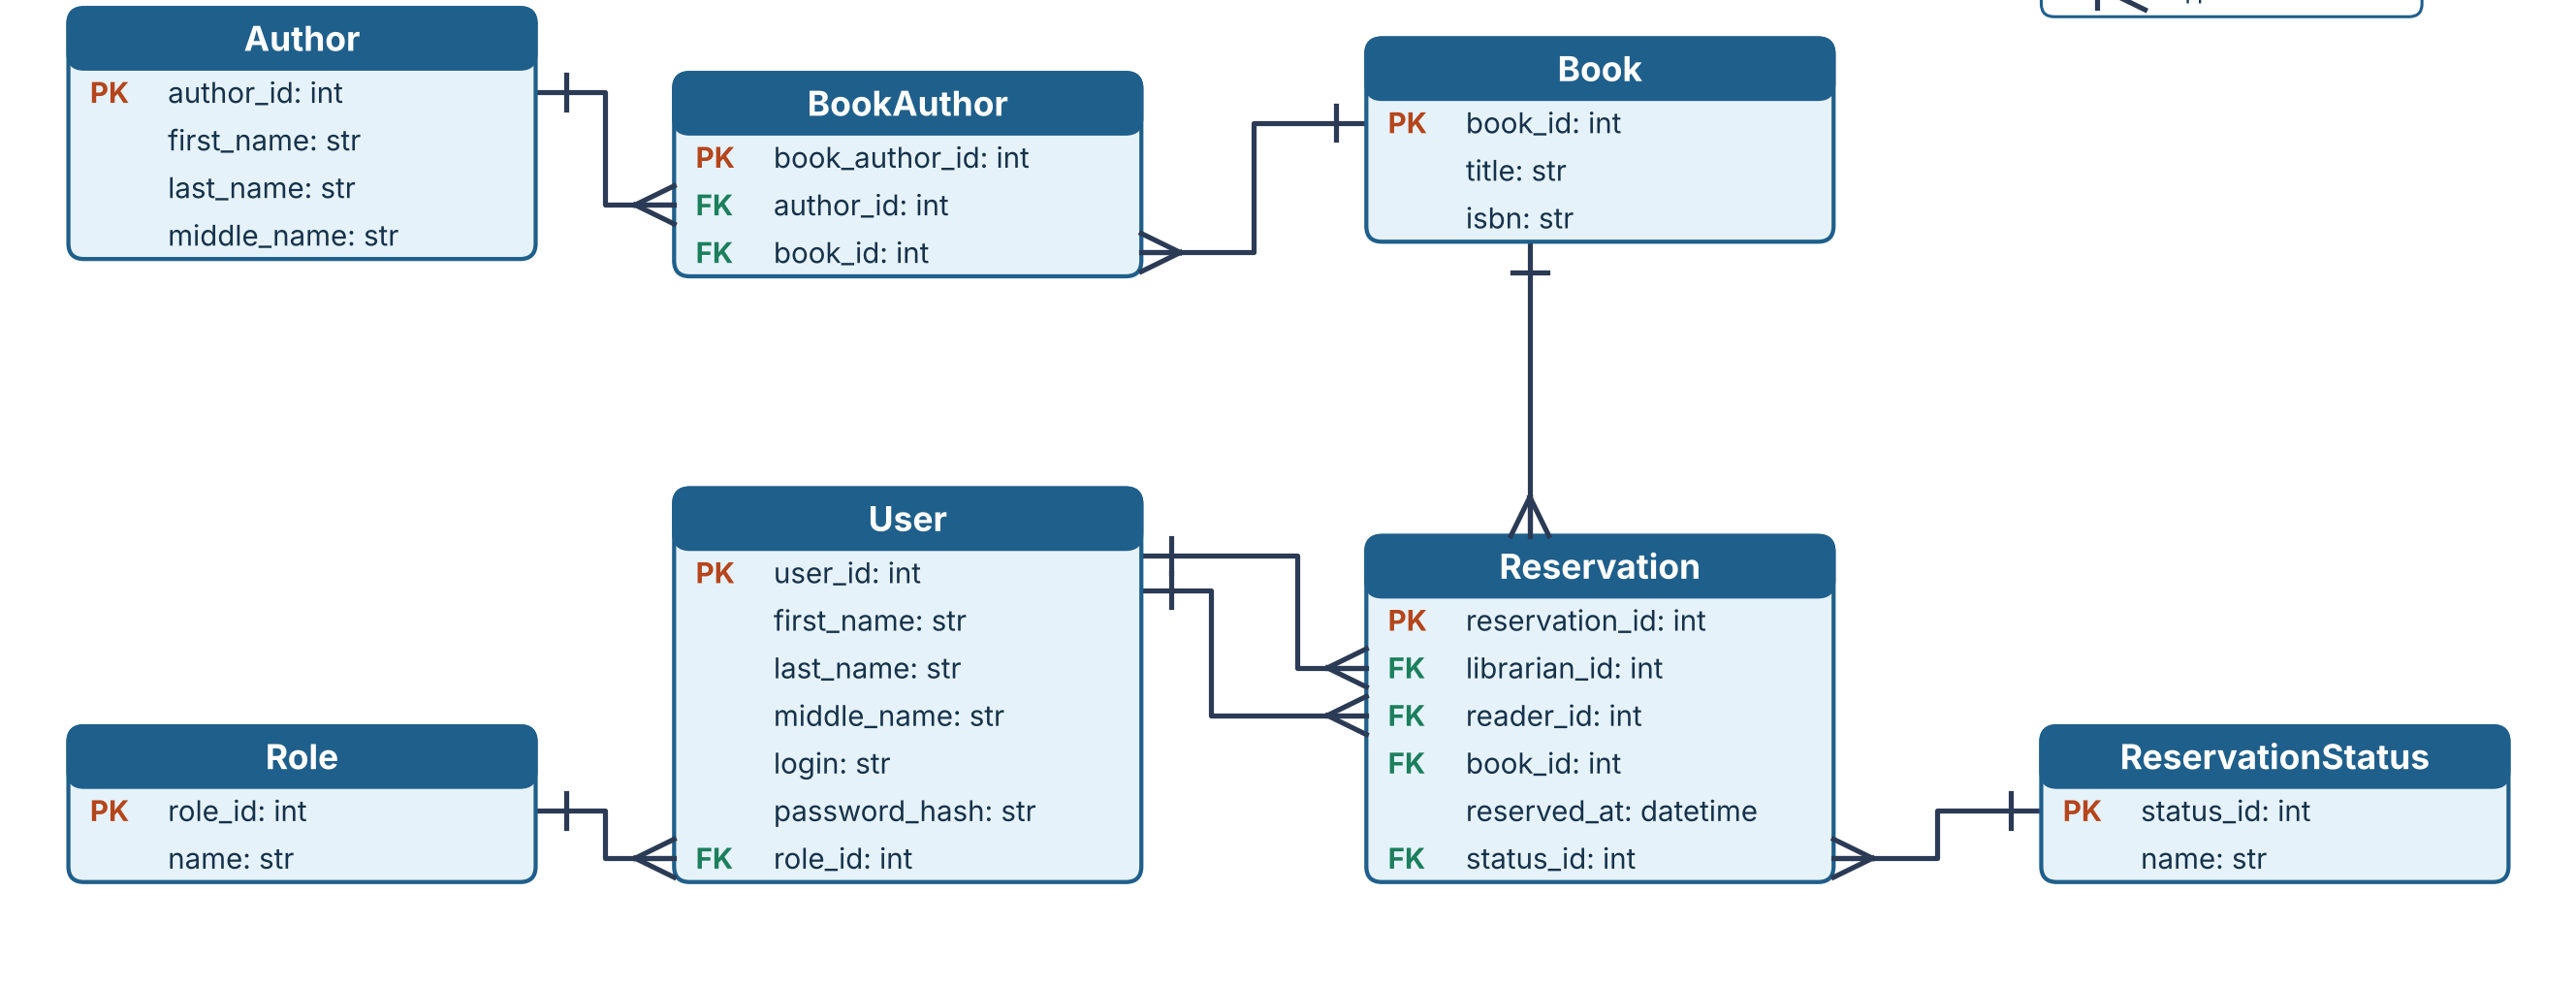 Author
PK author_id: int
first_name: str
last_name: str
middle_name: str
BookAuthor
PK book_author_id: int
FK author_id: int
FK book_id: int
Book
PK book_id: int
title: str
isbn: str
User
PK user_id: int
first_name: str
last_name: str
middle_name: str
login: str
password_hash: str
FK role_id: int
Reservation
PK reservation_id: int
FK librarian_id: int
FK reader_id: int
FK book_id: int
reserved_at: datetime
FK status_id: int
Role
PK role_id: int
name: str
ReservationStatus
PK status_id: int
name: str